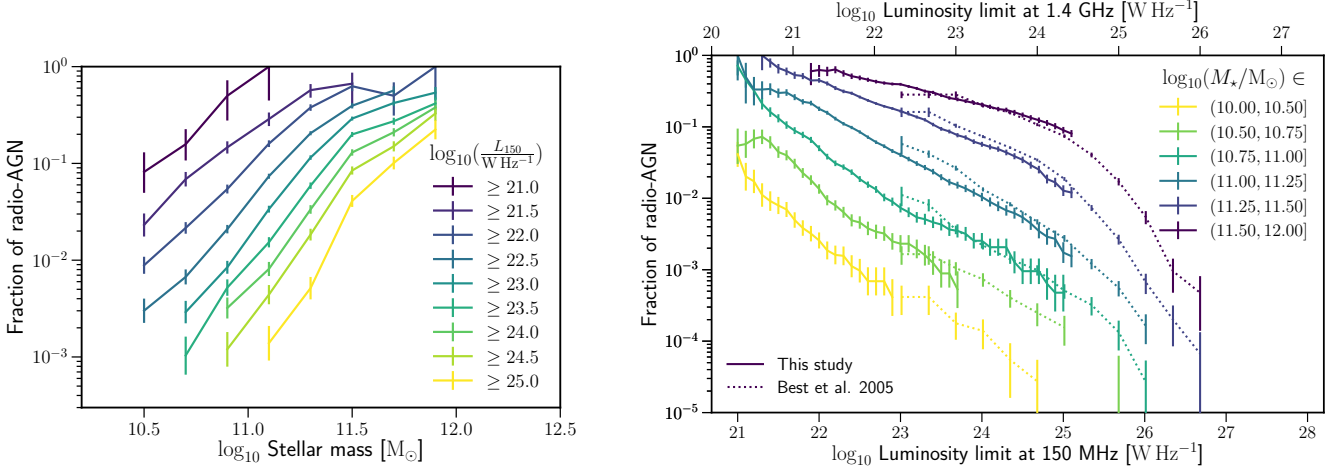 10^0
10^-1
10^-2
10^-3
Fraction of radio-AGN
10.5 11.0 11.5 12.0 12.5
log10 Stellar mass [M⊙]
log10(L150/W Hz^-1)
≥ 21.0
≥ 21.5
≥ 22.0
≥ 22.5
≥ 23.0
≥ 23.5
≥ 24.0
≥ 24.5
≥ 25.0
log10 Luminosity limit at 1.4 GHz [W Hz^-1]
20 21 22 23 24 25 26 27
10^0
10^-1
10^-2
10^-3
10^-4
10^-5
Fraction of radio-AGN
log10(M⋆/M⊙) ∈
(10.00, 10.50]
(10.50, 10.75]
(10.75, 11.00]
(11.00, 11.25]
(11.25, 11.50]
(11.50, 12.00]
This study
Best et al. 2005
21 22 23 24 25 26 27 28
log10 Luminosity limit at 150 MHz [W Hz^-1]